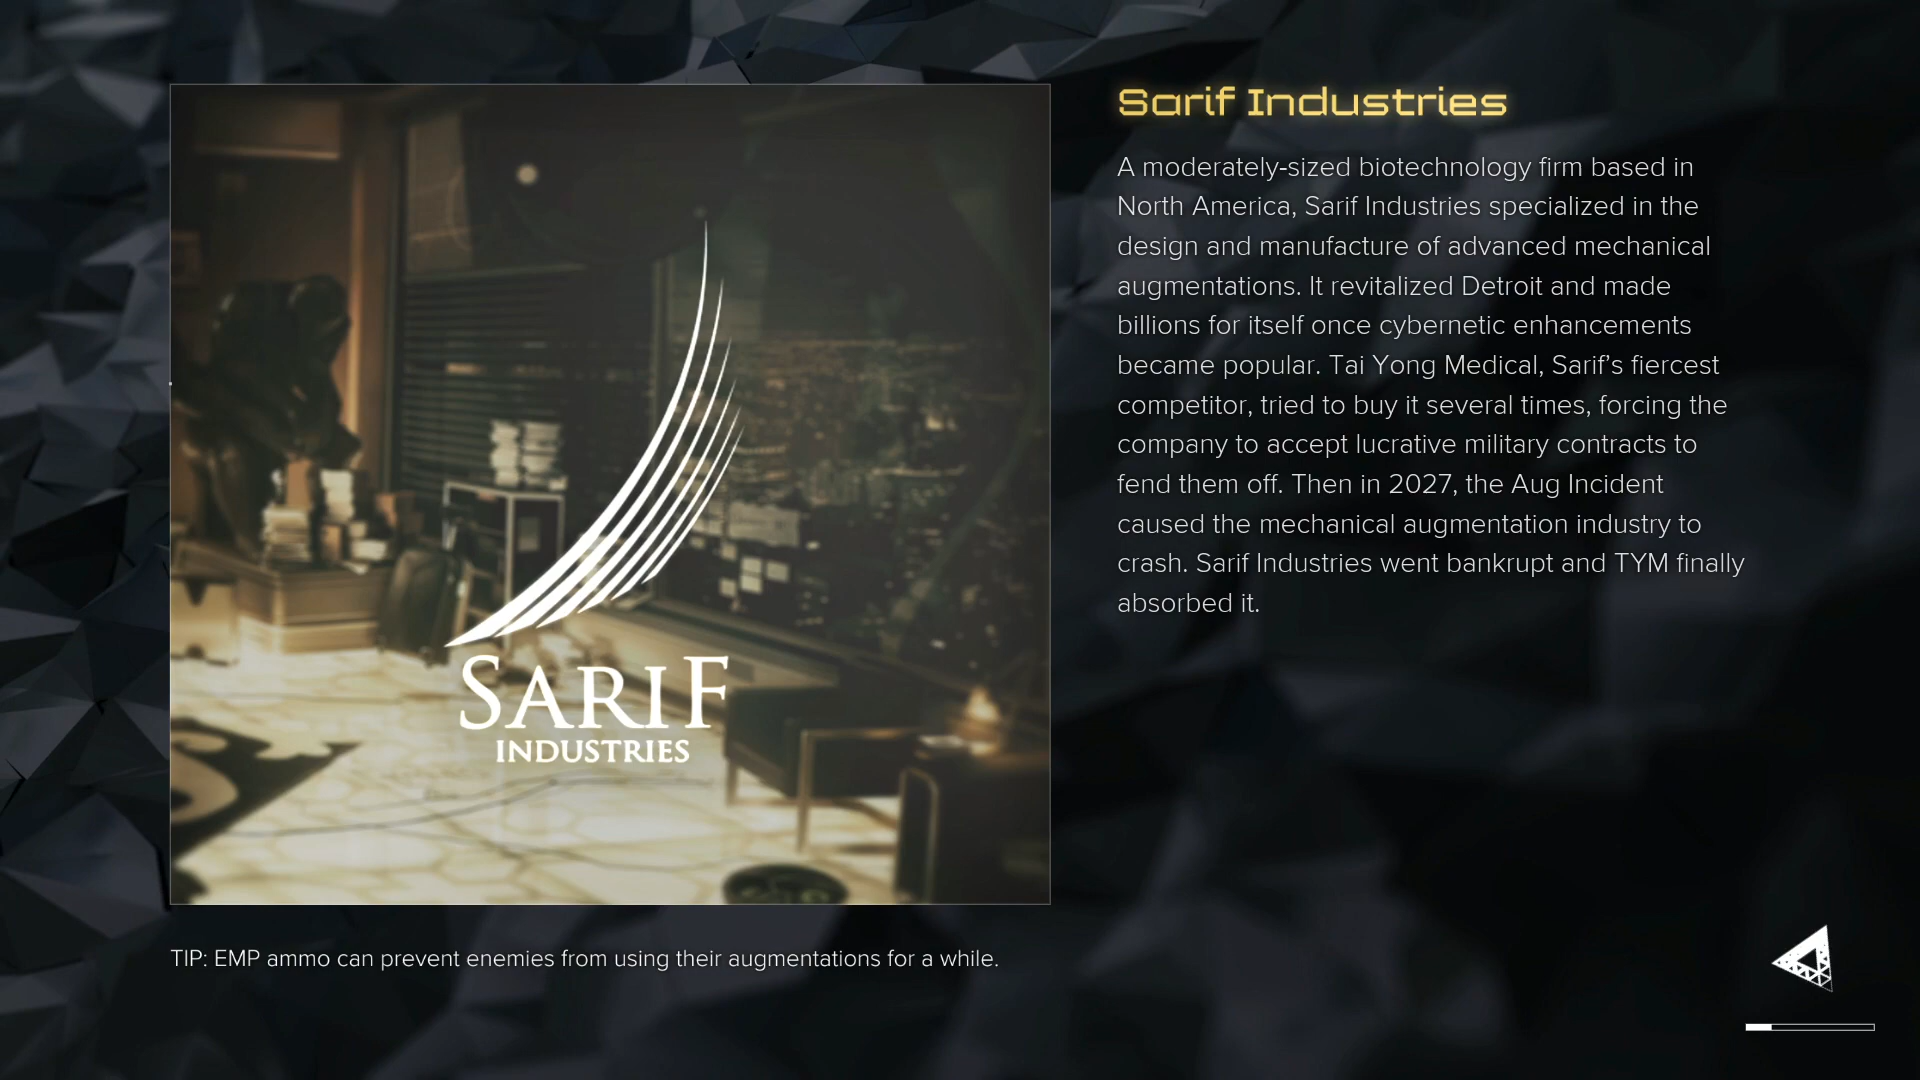 Sarif Industries
A moderately-sized biotechnology firm based in
North America, Sarif Industries specialized in the
design and manufacture of advanced mechanical
augmentations. It revitalized Detroit and made
billions for itself once cybernetic enhancements
became popular. Tai Yong Medical, Sarif’s fiercest
competitor, tried to buy it several times, forcing the
company to accept lucrative military contracts to
fend them off. Then in 2027, the Aug Incident
caused the mechanical augmentation industry to
crash. Sarif Industries went bankrupt and TYM finally
absorbed it.
SARIF
INDUSTRIES
TIP: EMP ammo can prevent enemies from using their augmentations for a while.